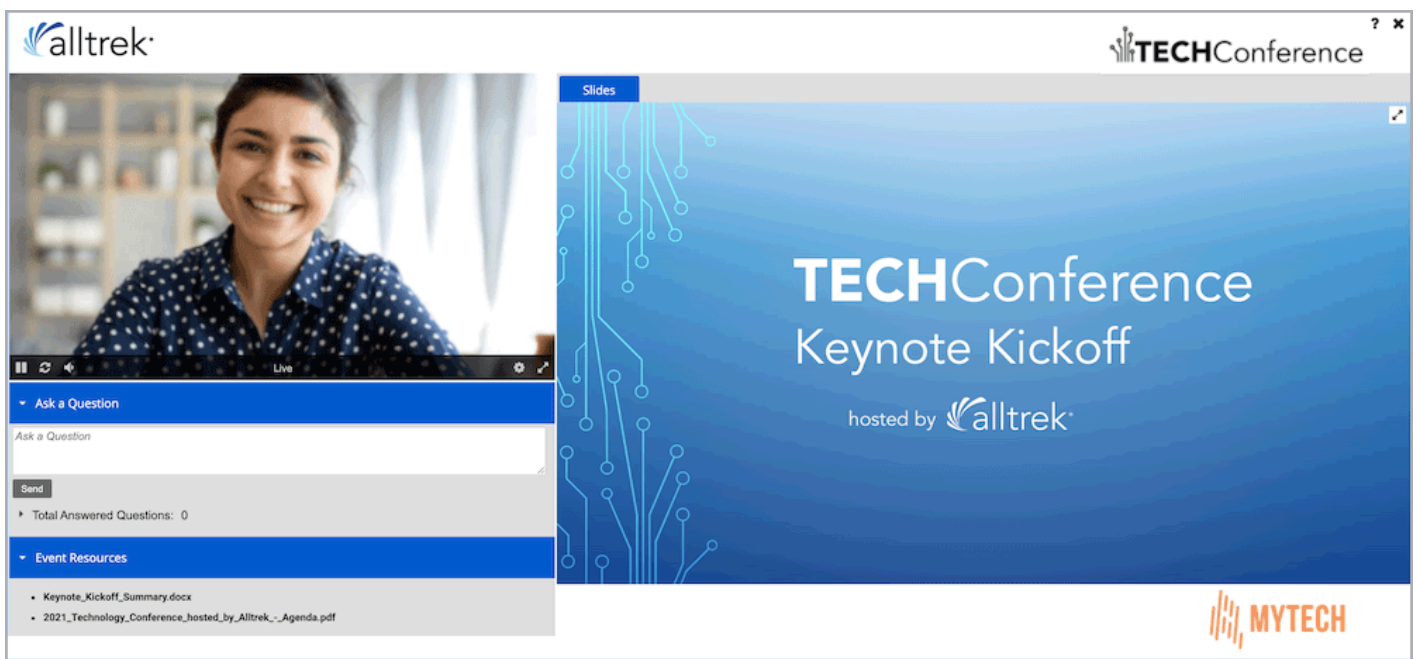 alltrek
TECHConference
? ×
Slides
TECHConference
Keynote Kickoff
hosted by alltrek
Live
Ask a Question
Ask a Question
Send
Total Answered Questions: 0
Event Resources
Keynote_Kickoff_Summary.docx
2021_Technology_Conference_hosted_by_Alltrek_-_Agenda.pdf
MYTECH